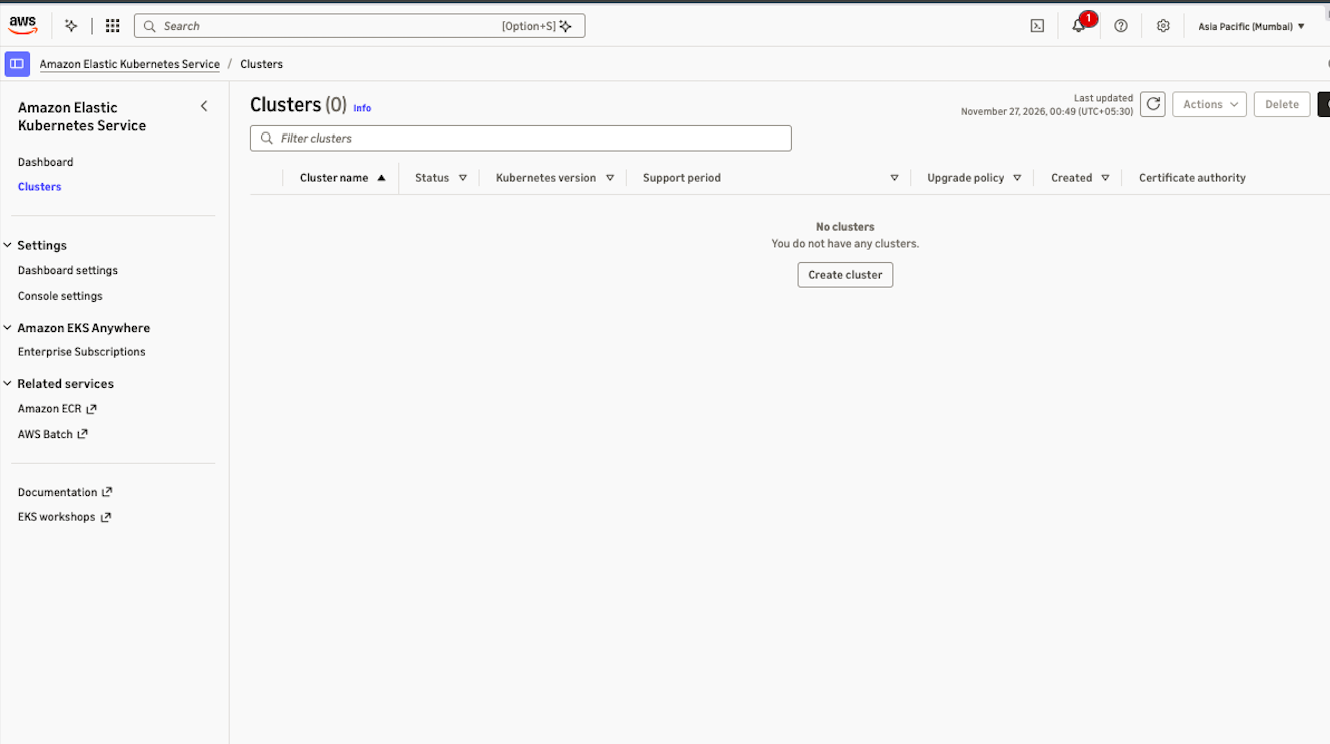 aws
Search [Option+S]
1
Asia Pacific (Mumbai)
Amazon Elastic Kubernetes Service / Clusters
Amazon Elastic
Kubernetes Service
Dashboard
Clusters
Settings
Dashboard settings
Console settings
Amazon EKS Anywhere
Enterprise Subscriptions
Related services
Amazon ECR
AWS Batch
Documentation
EKS workshops
Clusters (0) Info
Last updated
November 27, 2026, 00:49 (UTC+05:30)
Actions
Delete
Filter clusters
Cluster name Status Kubernetes version Support period Upgrade policy Created Certificate authority
No clusters
You do not have any clusters.
Create cluster